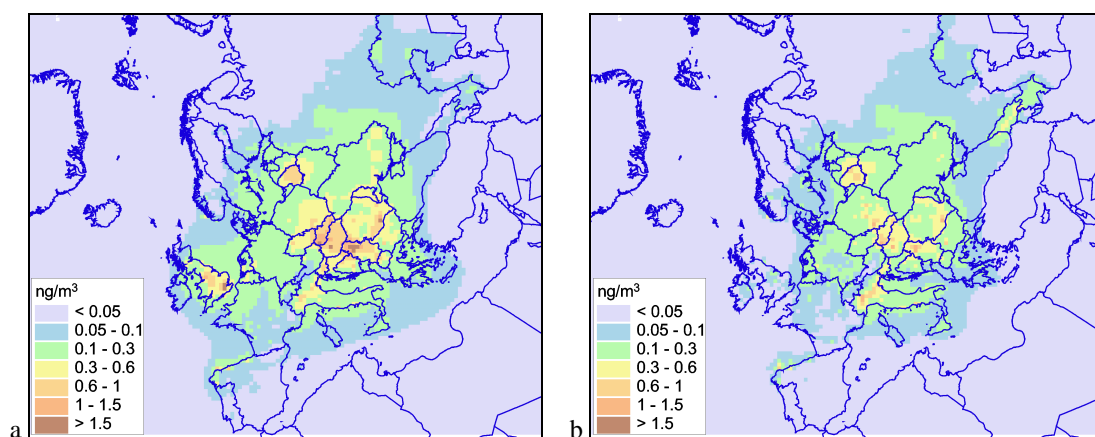 ng/m³
< 0.05
0.05 - 0.1
0.1 - 0.3
0.3 - 0.6
0.6 - 1
1 - 1.5
> 1.5
a
ng/m³
< 0.05
0.05 - 0.1
0.1 - 0.3
0.3 - 0.6
0.6 - 1
1 - 1.5
> 1.5
b